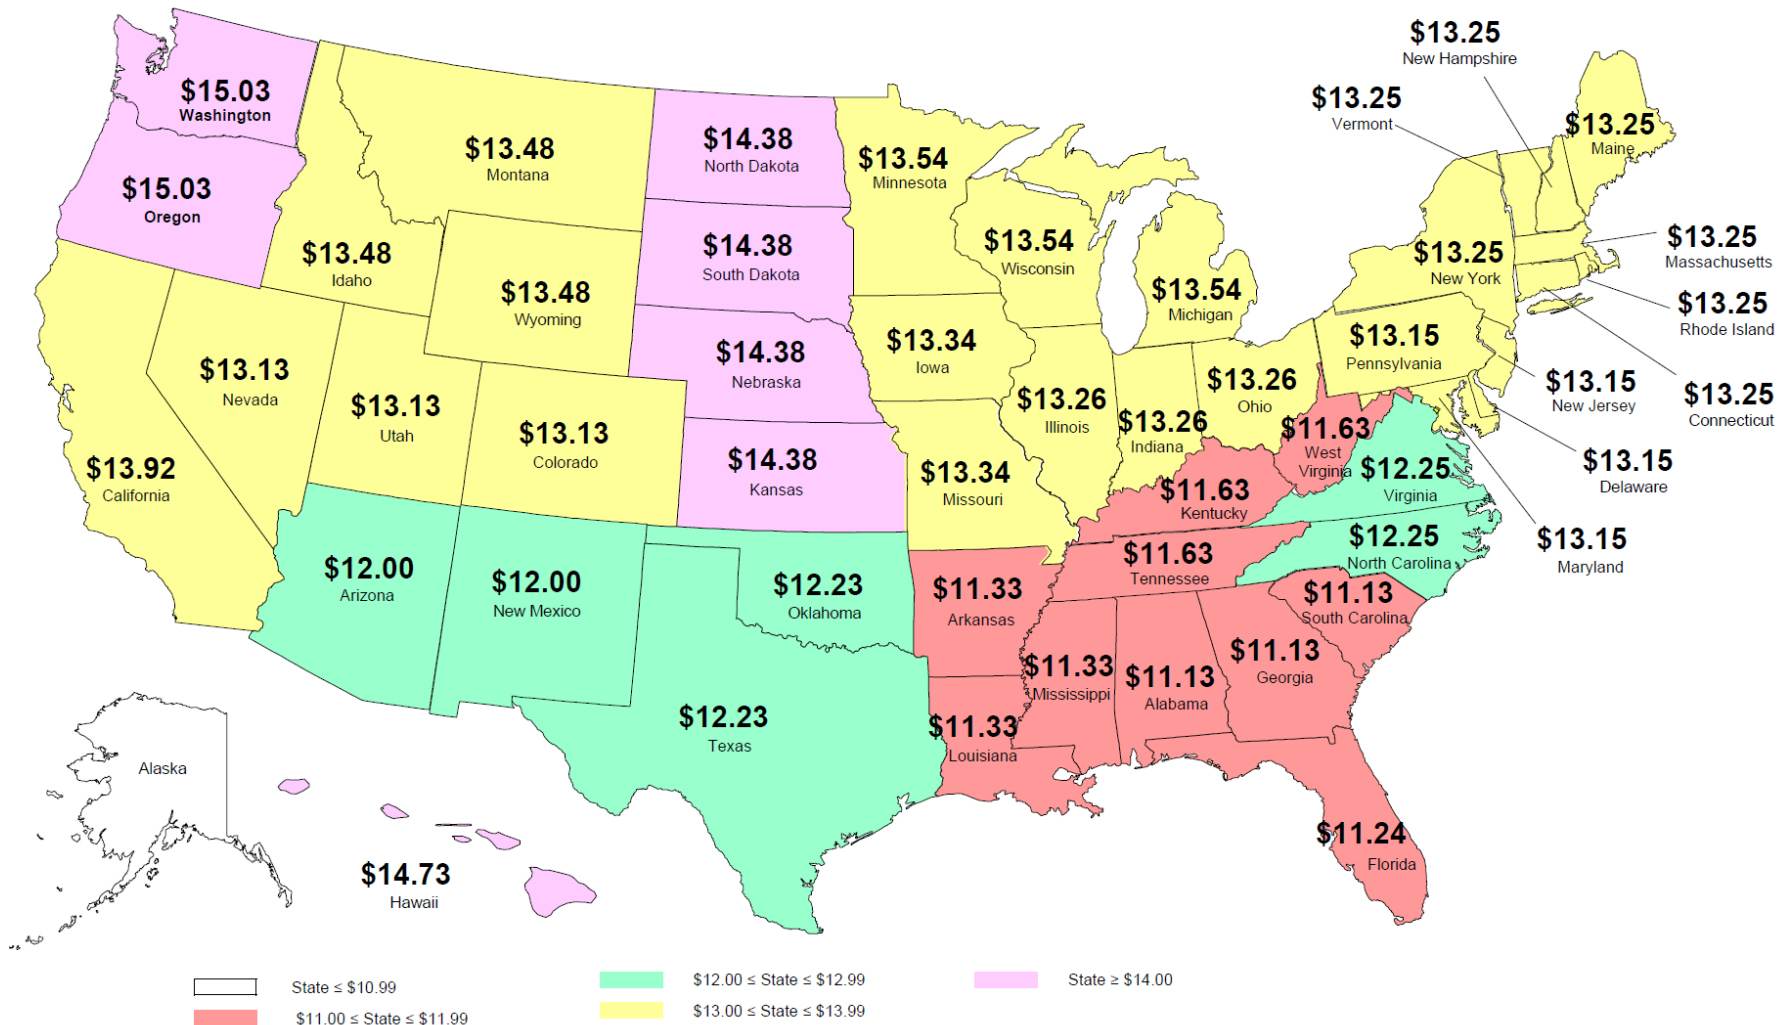 $13.25
New Hampshire
$13.25
Vermont
$15.03
Washington
$13.25
Maine
$14.38
North Dakota
$13.48
Montana
$13.54
Minnesota
$15.03
Oregon
$13.48
Idaho
$14.38
South Dakota
$13.54
Wisconsin
$13.25
New York
$13.25
Massachusetts
$13.48
Wyoming
$13.54
Michigan
$13.25
Rhode Island
$13.13
Nevada
$14.38
Nebraska
$13.34
Iowa
$13.15
Pennsylvania
$13.15
New Jersey
$13.25
Connecticut
$13.13
Utah
$13.13
Colorado
$13.26
Illinois
$13.26
Indiana
$13.26
Ohio
$11.63
West
Virginia
$13.92
California
$14.38
Kansas
$13.34
Missouri
$11.63
Kentucky
$12.25
Virginia
$13.15
Delaware
$12.00
Arizona
$12.00
New Mexico
$12.23
Oklahoma
$11.33
Arkansas
$11.63
Tennessee
$12.25
North Carolina
$13.15
Maryland
$11.13
South Carolina
$12.23
Texas
$11.33
Louisiana
$11.33
Mississippi
$11.13
Alabama
$11.13
Georgia
Alaska
$14.73
Hawaii
$11.24
Florida
State ≤ $10.99
$11.00 ≤ State ≤ $11.99
$12.00 ≤ State ≤ $12.99
$13.00 ≤ State ≤ $13.99
State ≥ $14.00